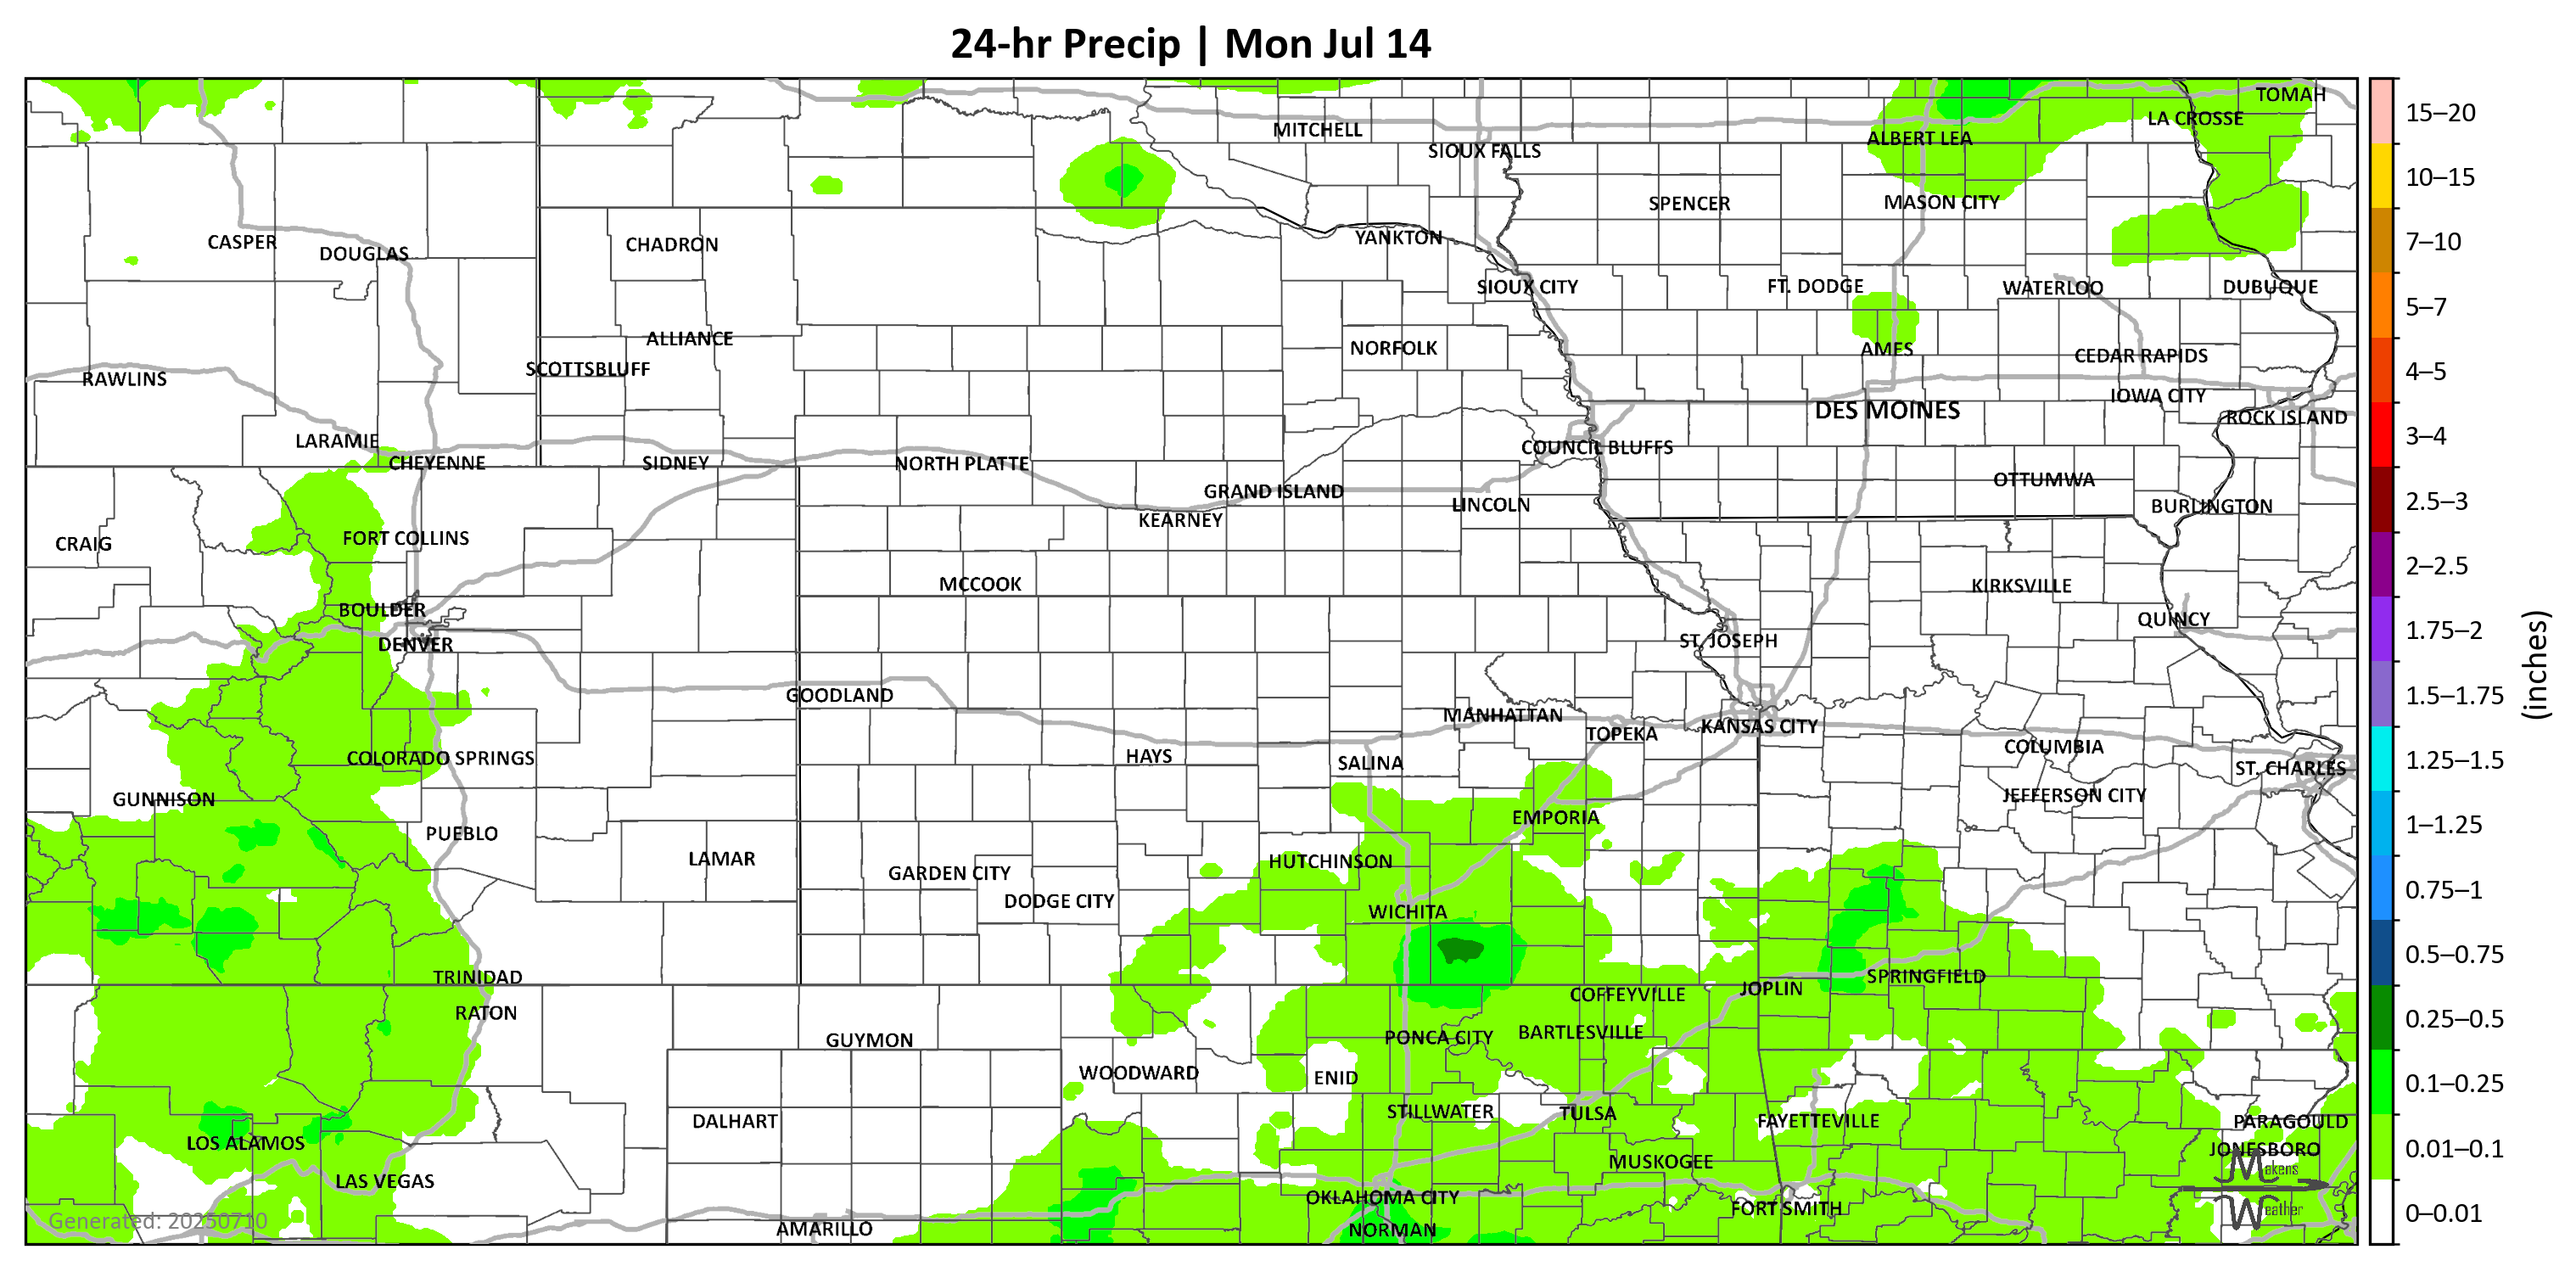 24-hr Precip | Mon Jul 14
TOMAH
LA CROSSE
MITCHELL
ALBERT LEA
SIOUX FALLS
SPENCER
MASON CITY
CASPER
DOUGLAS
CHADRON
YANKTON
SIOUX CITY
FT. DODGE
WATERLOO
DUBUQUE
ALLIANCE
NORFOLK
AMES
CEDAR RAPIDS
RAWLINS
SCOTTSBLUFF
IOWA CITY
DES MOINES
ROCK ISLAND
LARAMIE
CHEYENNE
SIDNEY
NORTH PLATTE
COUNCIL BLUFFS
GRAND ISLAND
LINCOLN
OTTUMWA
BURLINGTON
KEARNEY
CRAIG
FORT COLLINS
MCCOOK
KIRKSVILLE
BOULDER
QUINCY
DENVER
ST. JOSEPH
GOODLAND
MANHATTAN
TOPEKA
KANSAS CITY
COLORADO SPRINGS
HAYS
SALINA
COLUMBIA
ST. CHARLES
GUNNISON
JEFFERSON CITY
PUEBLO
EMPORIA
LAMAR
GARDEN CITY
HUTCHINSON
DODGE CITY
WICHITA
TRINIDAD
SPRINGFIELD
RATON
COFFEYVILLE
JOPLIN
GUYMON
PONCA CITY
BARTLESVILLE
WOODWARD
ENID
DALHART
STILLWATER
TULSA
FAYETTEVILLE
PARAGOULD
LOS ALAMOS
JONESBORO
LAS VEGAS
MUSKOGEE
OKLAHOMA CITY
FORT SMITH
AMARILLO
NORMAN
Makens
Weather
Generated: 20250710
15–20
10–15
7–10
5–7
4–5
3–4
2.5–3
2–2.5
1.75–2
1.5–1.75
1.25–1.5
1–1.25
0.75–1
0.5–0.75
0.25–0.5
0.1–0.25
0.01–0.1
0–0.01
(inches)